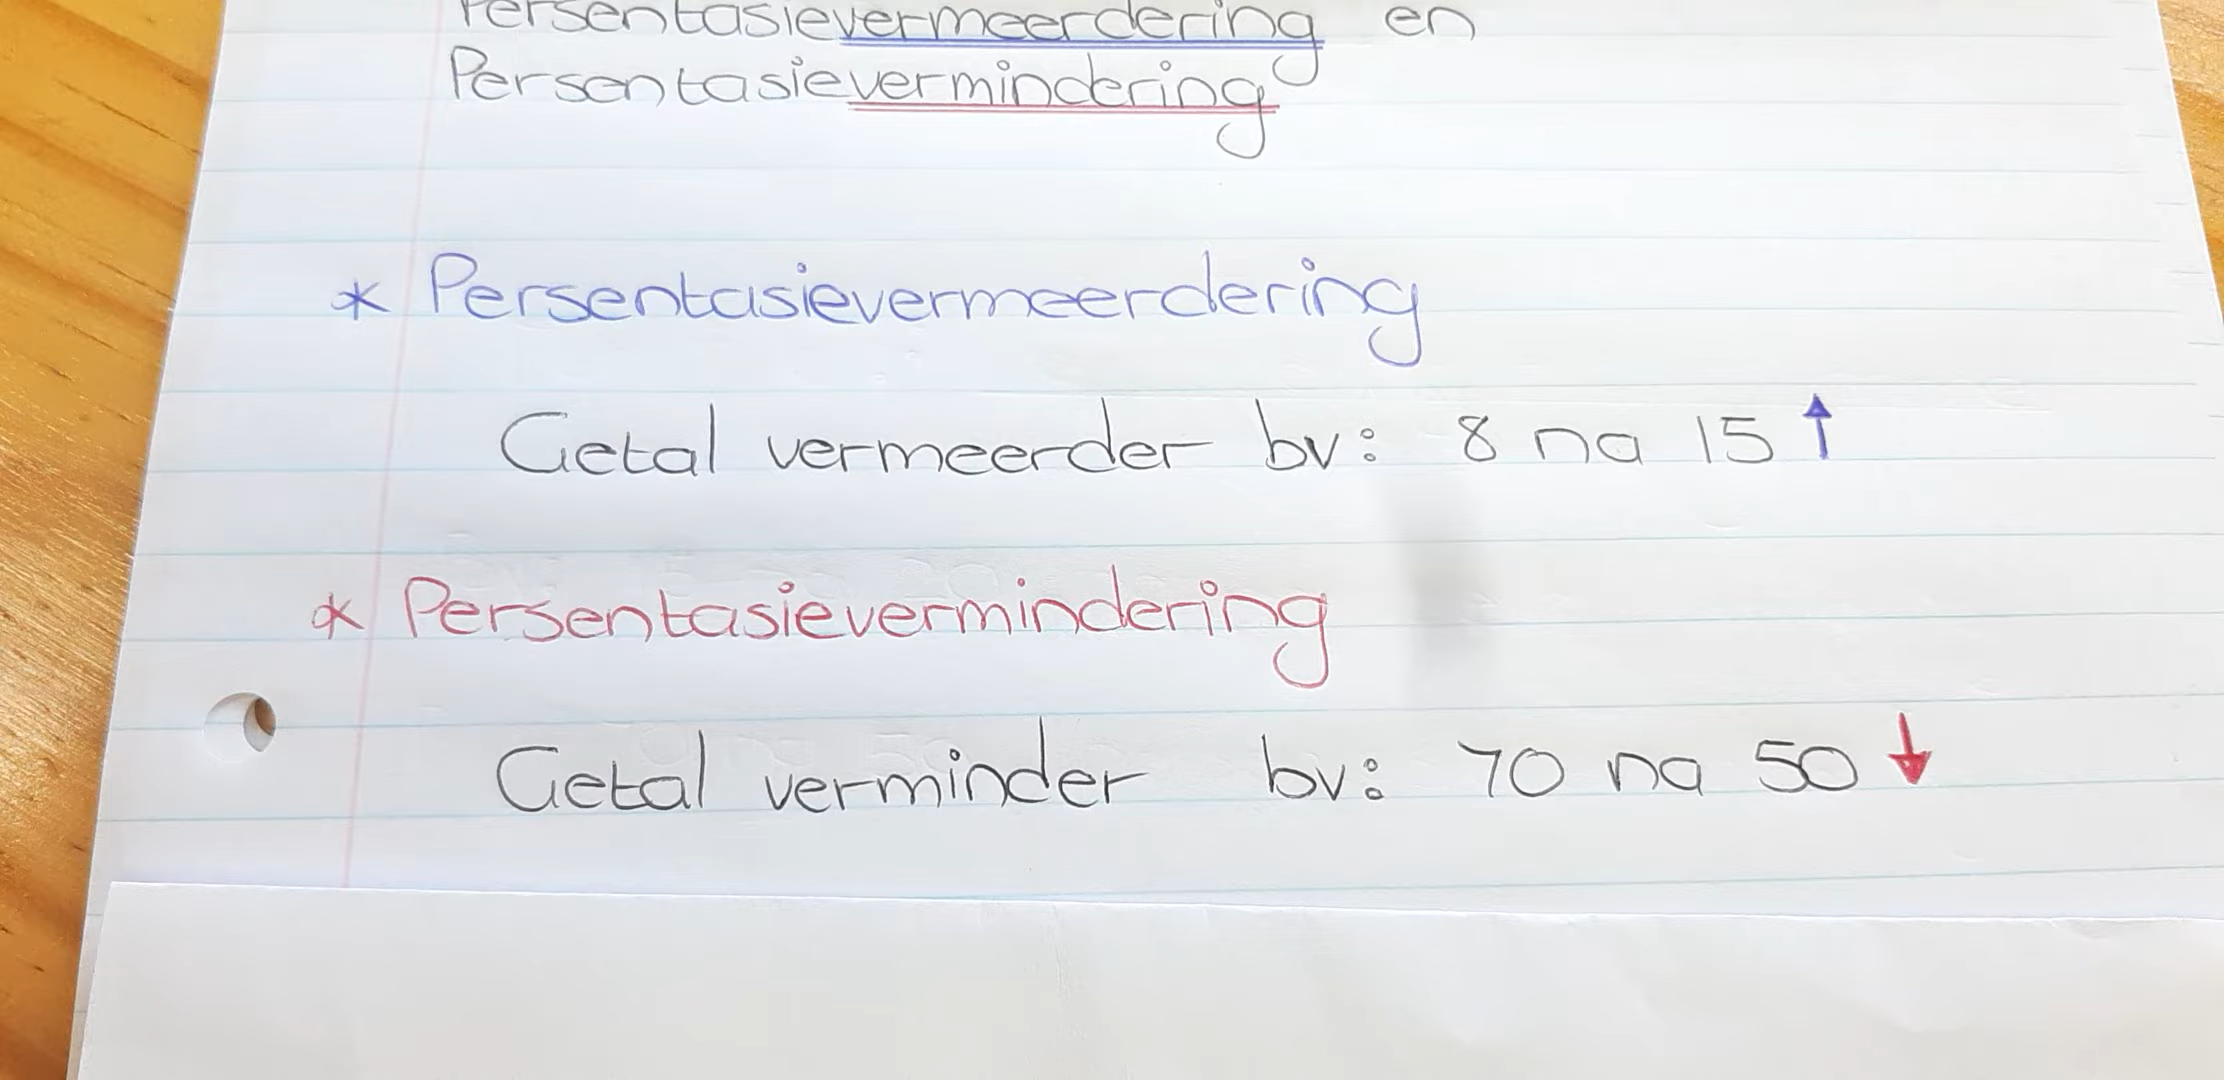 Persentasievermeerdering en
Persentasievermindering
* Persentasievermeerdering
Getal vermeerder bv: 8 na 15 ↑
* Persentasievermindering
Getal verminder bv: 70 na 50 ↓